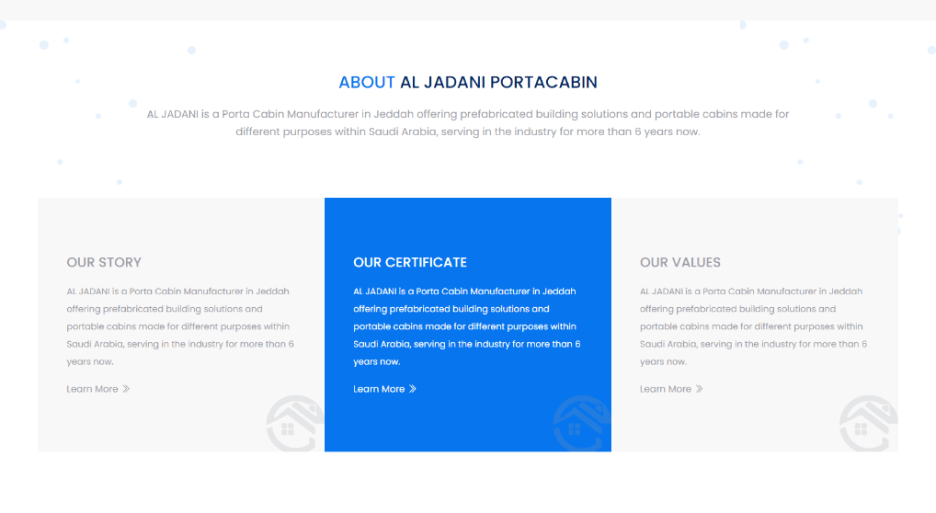 ABOUT AL JADANI PORTACABIN
AL JADANI is a Porta Cabin Manufacturer in Jeddah offering prefabricated building solutions and portable cabins made for
different purposes within Saudi Arabia, serving in the industry for more than 6 years now.
OUR STORY
AL JADANI is a Porta Cabin Manufacturer in Jeddah
offering prefabricated building solutions and
portable cabins made for different purposes within
Saudi Arabia, serving in the industry for more than 6
years now.
Learn More
OUR CERTIFICATE
AL JADANI is a Porta Cabin Manufacturer in Jeddah
offering prefabricated building solutions and
portable cabins made for different purposes within
Saudi Arabia, serving in the industry for more than 6
years now.
Learn More
OUR VALUES
AL JADANI is a Porta Cabin Manufacturer in Jeddah
offering prefabricated building solutions and
portable cabins made for different purposes within
Saudi Arabia, serving in the industry for more than 6
years now.
Learn More